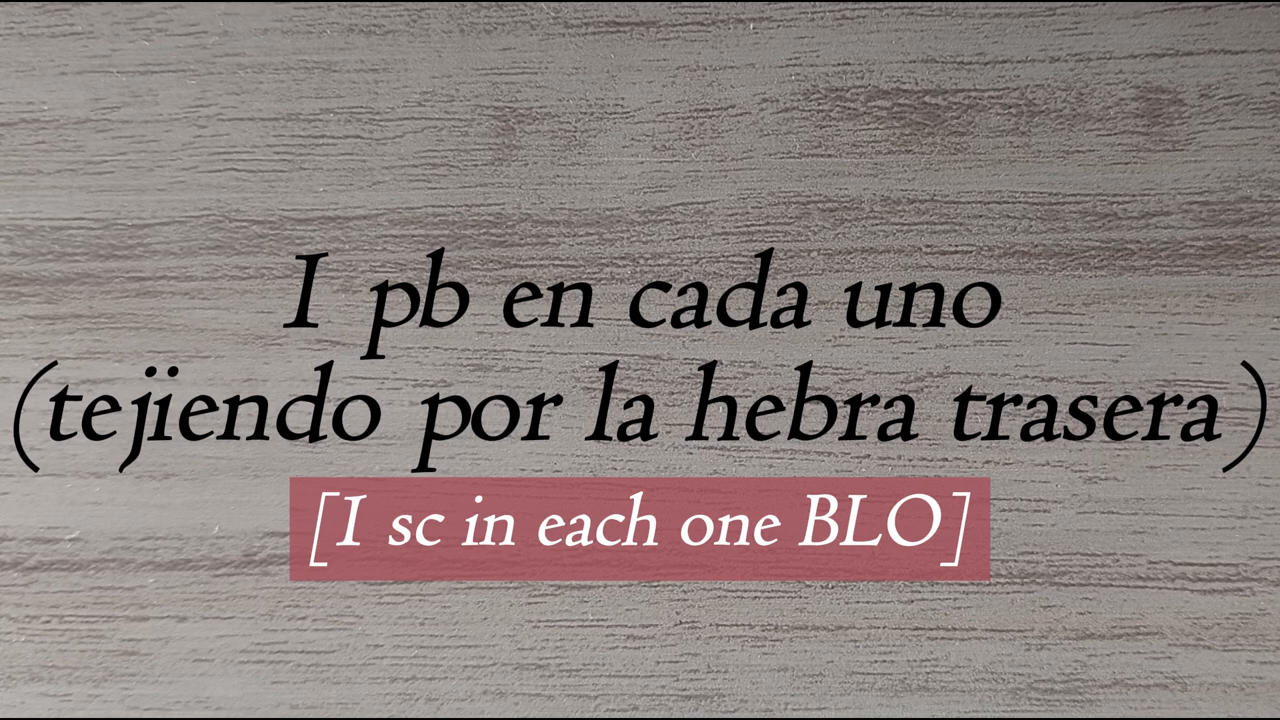 1 pb en cada uno
(tejiendo por la hebra trasera)
[1 sc in each one BLO]